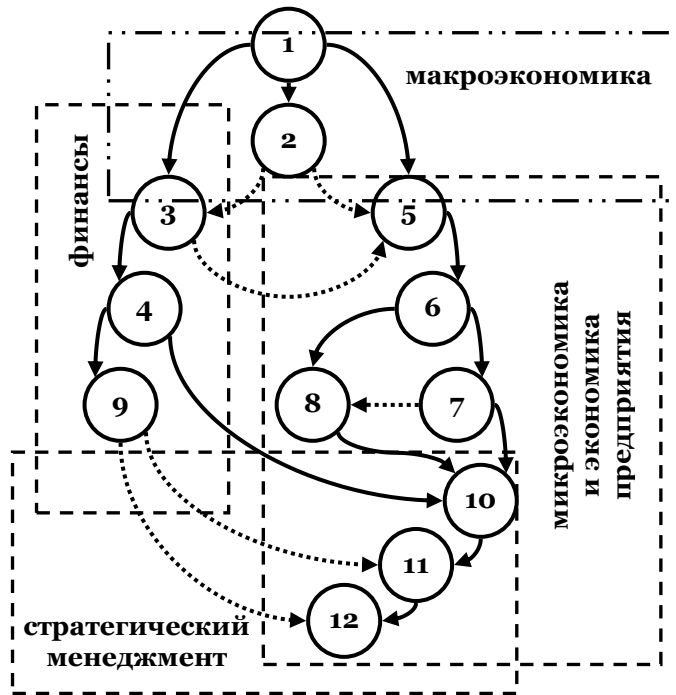 1
макроэкономика
2
финансы
3
5
4
6
микроэкономика
и экономика
предприятия
9
8
7
10
11
12
стратегический
менеджмент